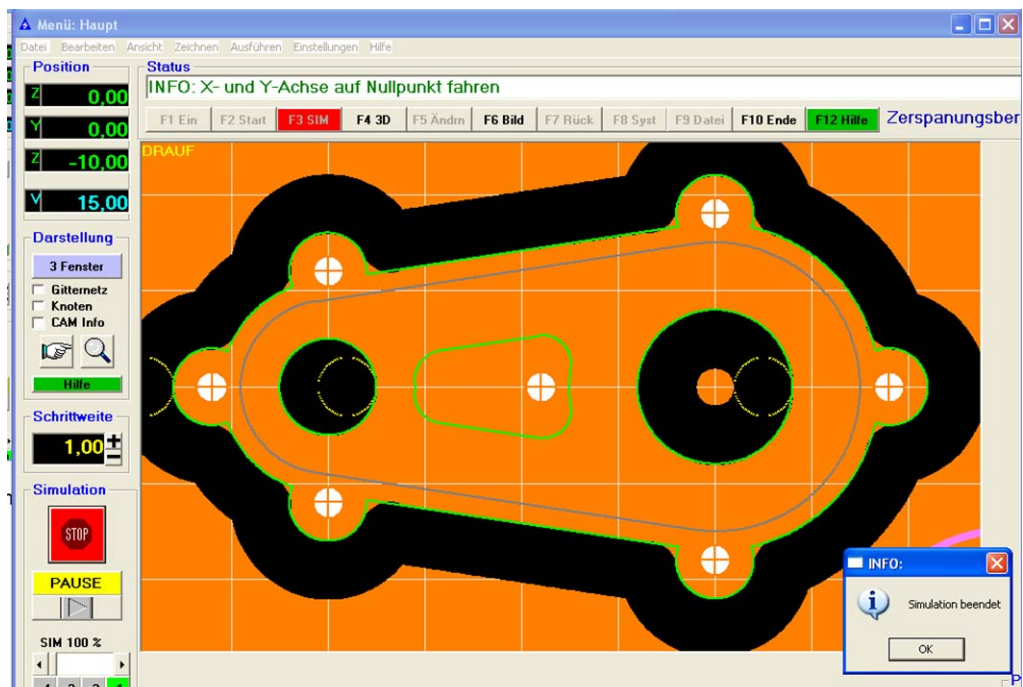 Menü: Haupt
Datei Bearbeiten Ansicht Zeichnen Ausführen Einstellungen Hilfe
Position
Z 0,00
Y 0,00
Z -10,00
V 15,00
Status
INFO: X- und Y-Achse auf Nullpunkt fahren
F1 Ein F2 Start F3 SIM F4 3D F5 Ändrn F6 Bild F7 Rück F8 Syst F9 Datei F10 Ende F12 Hilfe Zerspanungsber
DRAUF
Darstellung
3 Fenster
Gitternetz
Knoten
CAM Info
Hilfe
Schrittweite
1,00
Simulation
STOP
PAUSE
SIM 100 %
INFO:
Simulation beendet
OK